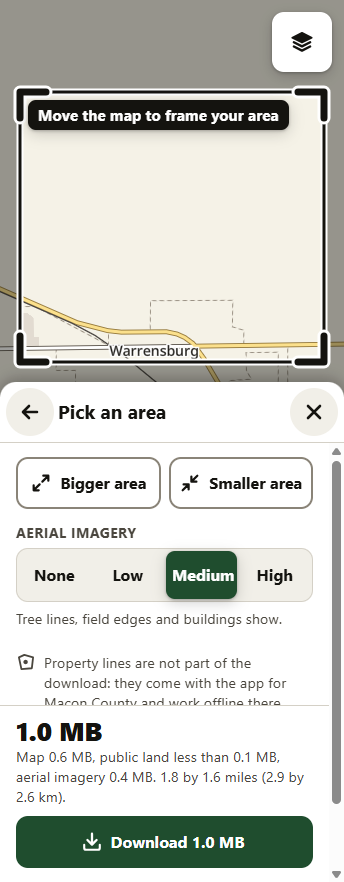 Move the map to frame your area
Warrensburg
Pick an area
Bigger area
Smaller area
AERIAL IMAGERY
None
Low
Medium
High
Tree lines, field edges and buildings show.
Property lines are not part of the
download: they come with the app for
Macon County and work offline there.
1.0 MB
Map 0.6 MB, public land less than 0.1 MB,
aerial imagery 0.4 MB. 1.8 by 1.6 miles (2.9 by
2.6 km).
Download 1.0 MB